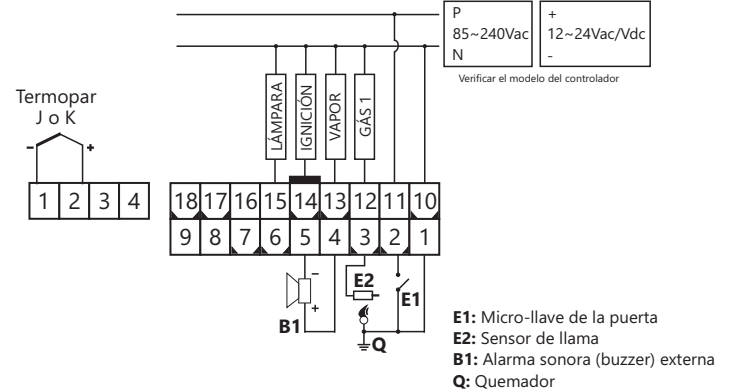 P
85~240Vac
N
+
12~24Vac/Vdc
-
Verificar el modelo del controlador
Termopar
J o K
- +
LÁMPARA
IGNICIÓN
VAPOR
GÁS 1
1 2 3 4
18 17 16 15 14 13 12 11 10
9 8 7 6 5 4 3 2 1
−
+
B1
E2
E1
Q
E1: Micro-llave de la puerta
E2: Sensor de llama
B1: Alarma sonora (buzzer) externa
Q: Quemador